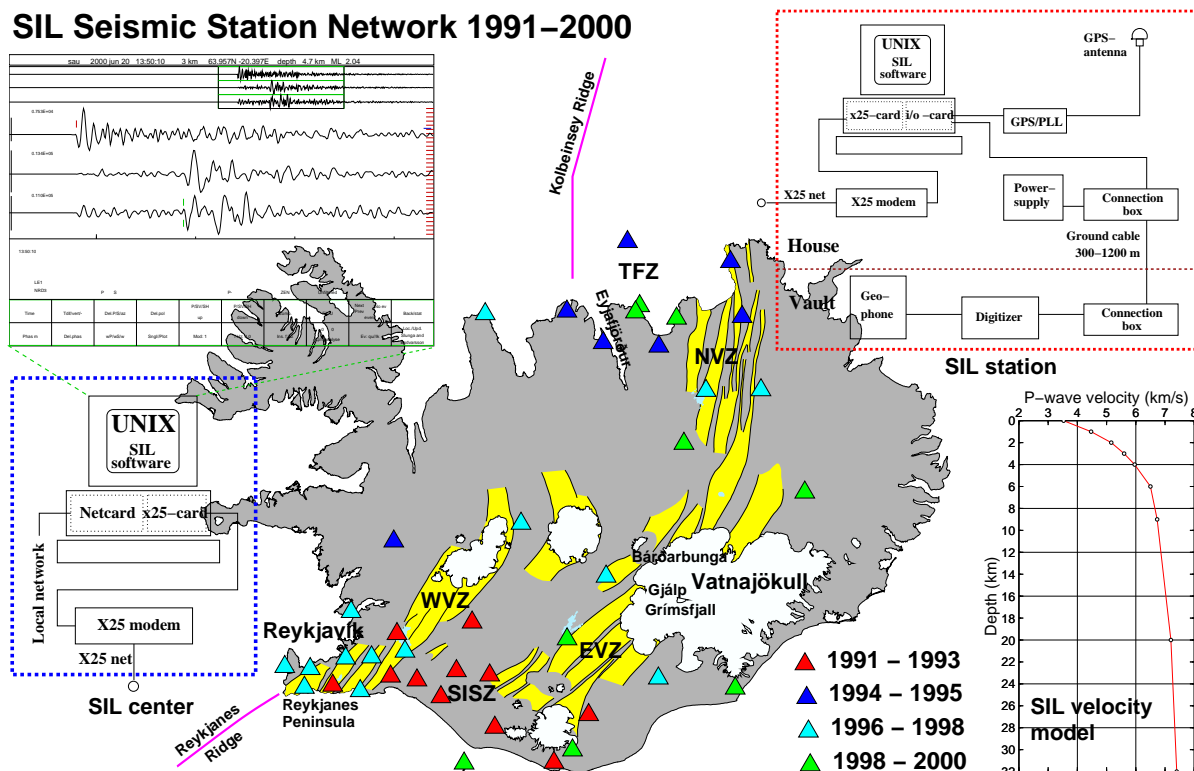 SIL Seismic Station Network 1991–2000
sau 2000 jun 20 13:50:10 3 km 63.957N -20.397E depth 4.7 km ML 2.04
UNIX
SIL
software
GPS–
antenna
x25–card i/o –card
GPS/PLL
X25 net
X25 modem
Power-
supply
Connection
box
Ground cable
300–1200 m
House
Vault
Geo–
phone
Digitizer
Connection
box
SIL station
Kolbeinsey Ridge
TFZ
Eyjafjörður
NVZ
UNIX
SIL
software
Netcard x25–card
Local network
X25 modem
X25 net
SIL center
Bárðarbunga
Vatnajökull
Gjálp
Grímsfjall
WVZ
Reykjavík
EVZ
SISZ
Reykjanes
Peninsula
Reykjanes
Ridge
1991 – 1993
1994 – 1995
1996 – 1998
1998 – 2000
P–wave velocity (km/s)
2 3 4 5 6 7 8
0
2
4
6
8
10
12
14
16
18
20
22
24
26
28
30
32
Depth (km)
SIL velocity
model